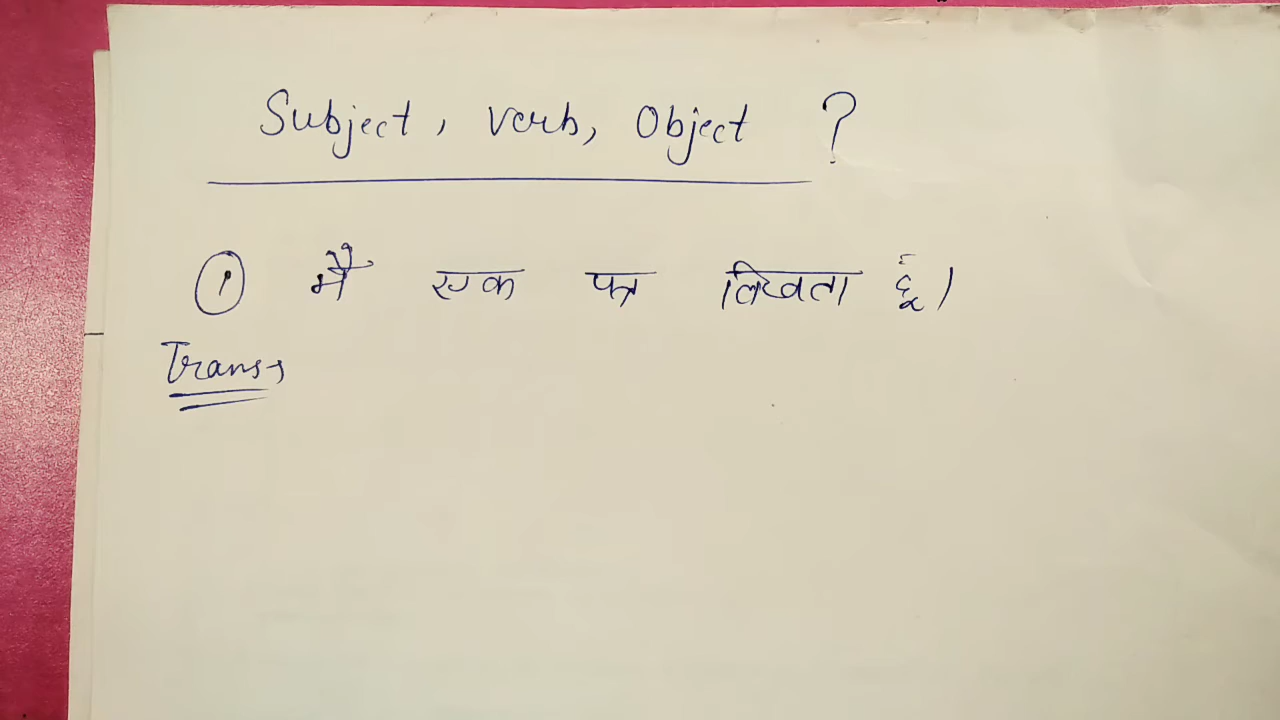 Subject, Verb, Object ?
① मैं एक पत्र लिखता हूँ।
Trans→